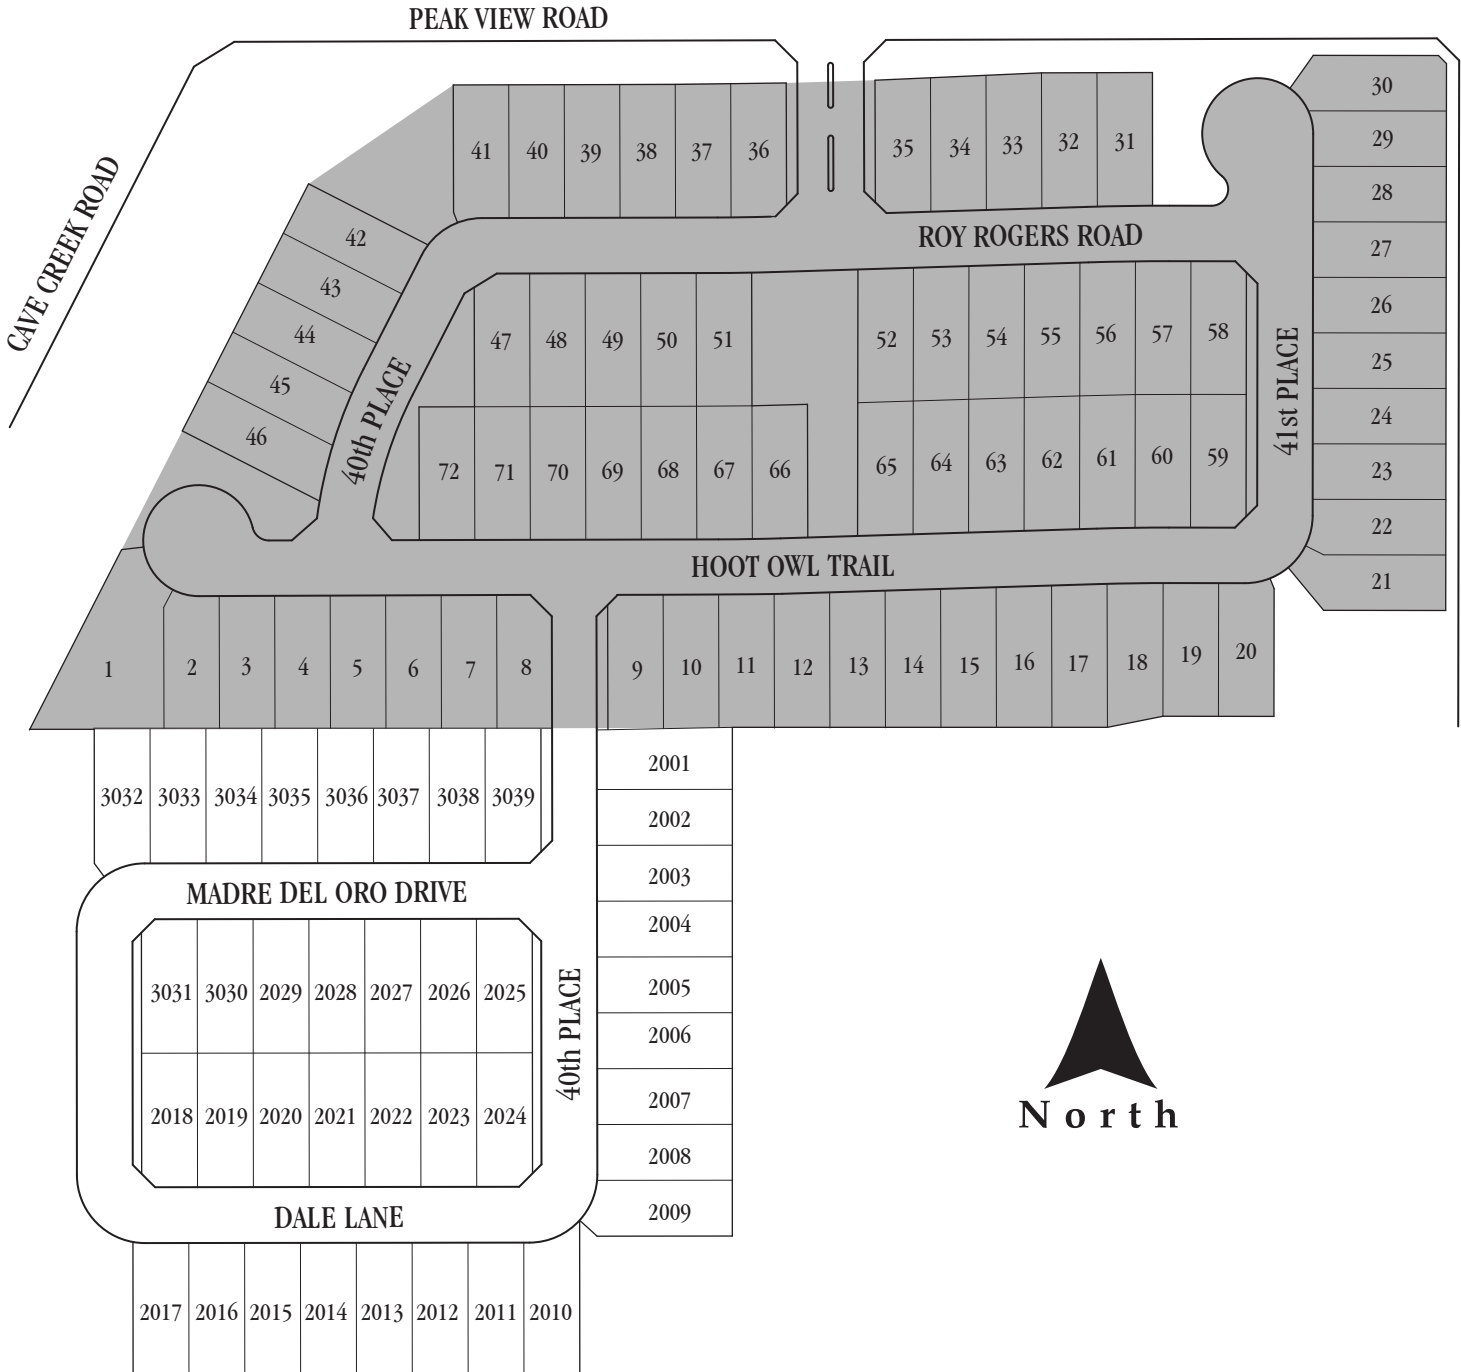 PEAK VIEW ROAD
CAVE CREEK ROAD
30
29
28
27
26
25
24
23
22
21
41 40 39 38 37 36 35 34 33 32 31
42
43
44
45
46
ROY ROGERS ROAD
40th PLACE
41st PLACE
47 48 49 50 51 52 53 54 55 56 57 58
72 71 70 69 68 67 66 65 64 63 62 61 60 59
HOOT OWL TRAIL
1 2 3 4 5 6 7 8 9 10 11 12 13 14 15 16 17 18 19 20
3032 3033 3034 3035 3036 3037 3038 3039
2001
2002
2003
2004
2005
2006
2007
2008
2009
MADRE DEL ORO DRIVE
3031 3030 2029 2028 2027 2026 2025
40th PLACE
2018 2019 2020 2021 2022 2023 2024
DALE LANE
2017 2016 2015 2014 2013 2012 2011 2010
North